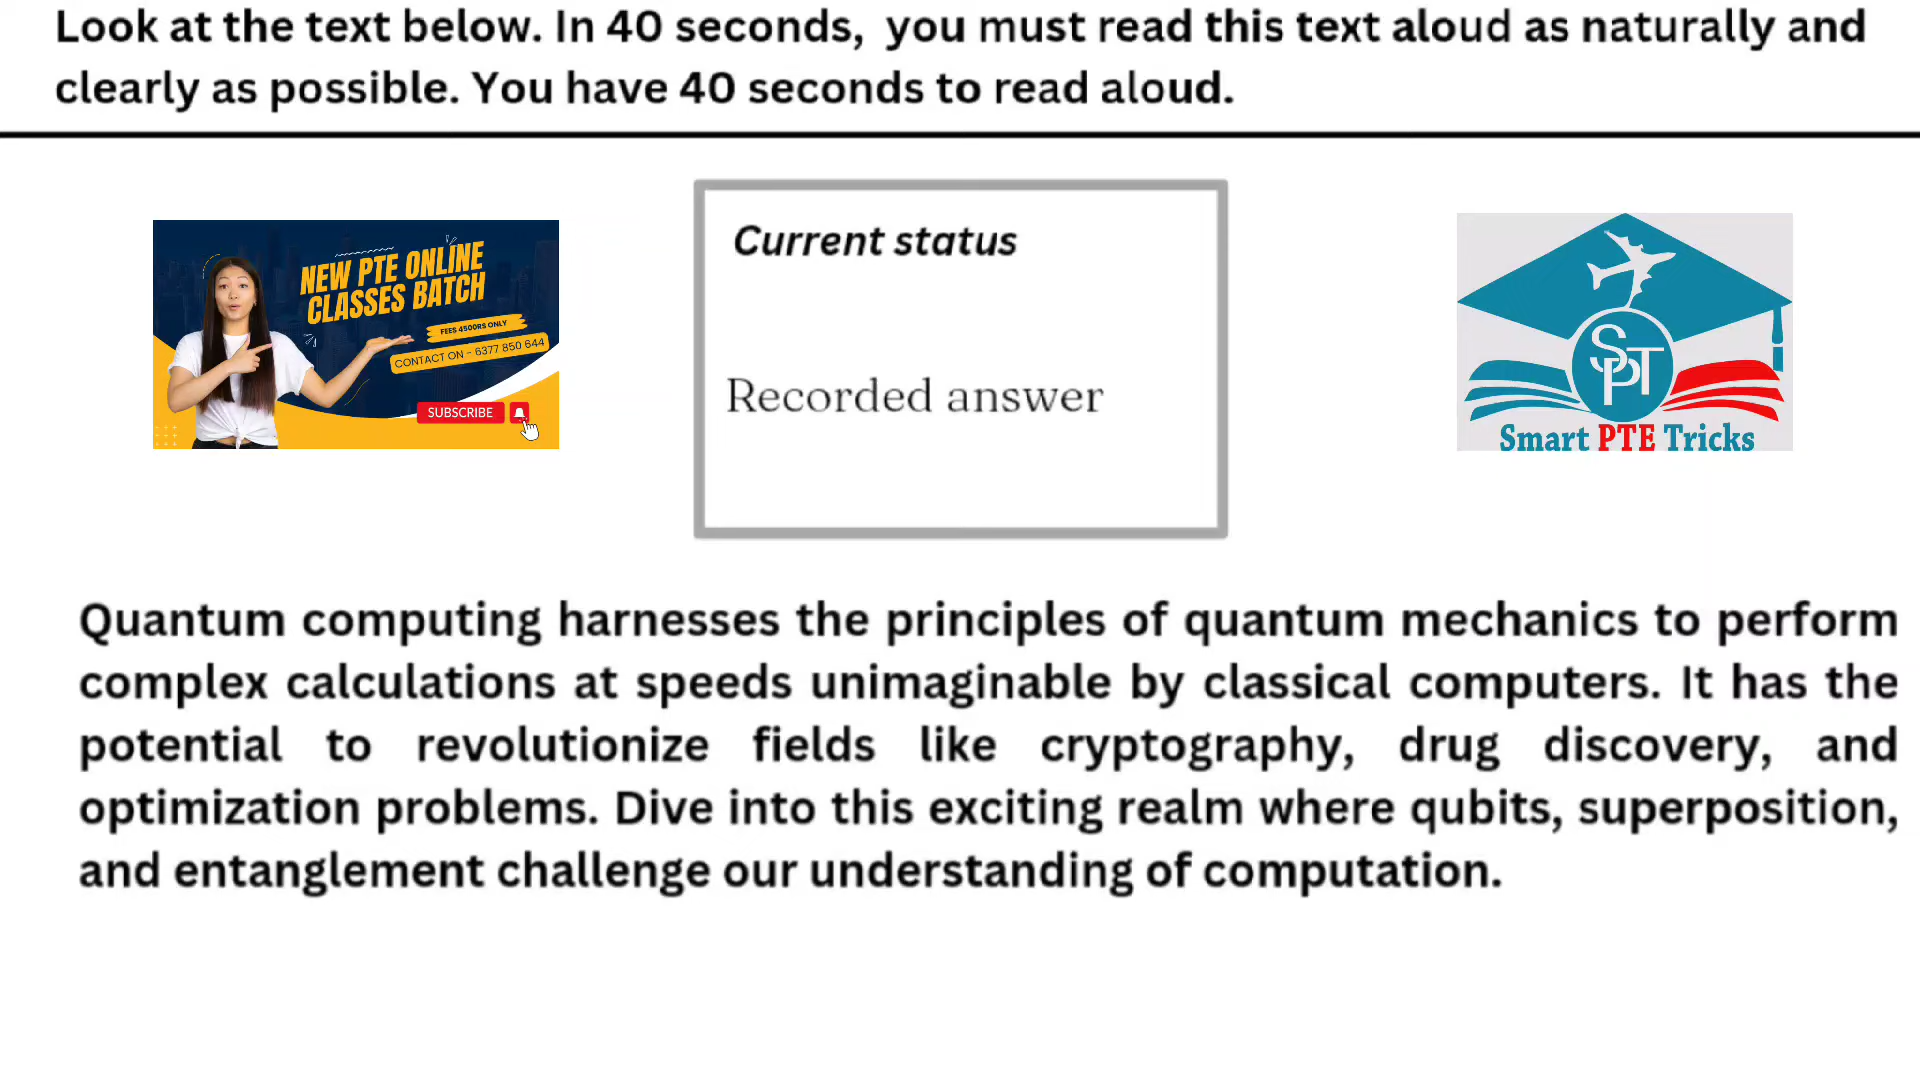 Look at the text below. In 40 seconds, you must read this text aloud as naturally and
clearly as possible. You have 40 seconds to read aloud.
NEW PTE ONLINE
CLASSES BATCH
FEES 4500RS ONLY
CONTACT ON - 6377 850 644
SUBSCRIBE
Current status
Recorded answer
SPT
Smart PTE Tricks
Quantum computing harnesses the principles of quantum mechanics to perform
complex calculations at speeds unimaginable by classical computers. It has the
potential to revolutionize fields like cryptography, drug discovery, and
optimization problems. Dive into this exciting realm where qubits, superposition,
and entanglement challenge our understanding of computation.